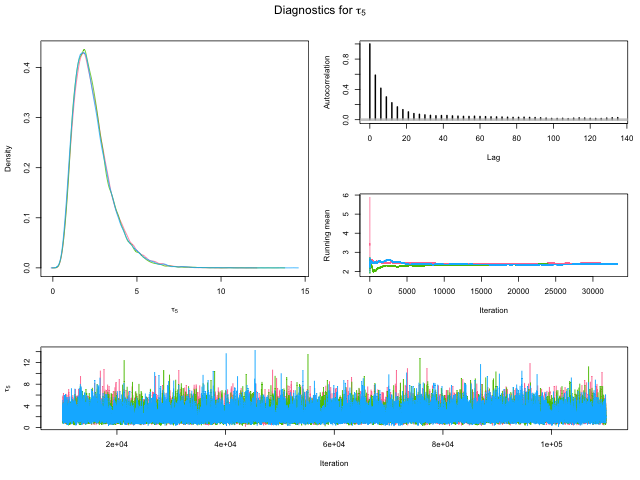 Diagnostics for τ5
Density
0.0 0.1 0.2 0.3 0.4
0 5 10 15
τ5
Autocorrelation
0.0 0.4 0.8
0 20 40 60 80 100 120 140
Lag
Running mean
2 3 4 5 6
0 5000 10000 15000 20000 25000 30000
Iteration
τ5
0 4 8 12
2e+04 4e+04 6e+04 8e+04 1e+05
Iteration